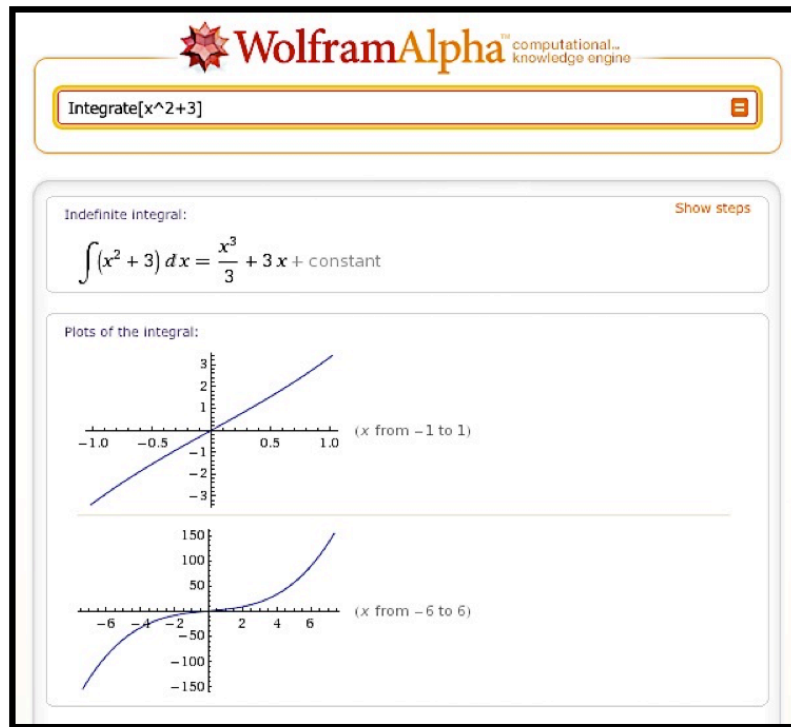 WolframAlpha™ computational..
knowledge engine
Integrate[x^2+3]
=
Indefinite integral:
Show steps
∫(x² + 3) dx = x³/3 + 3 x + constant
Plots of the integral:
3
2
1
−1.0 −0.5 0.5 1.0
−1
−2
−3
(x from −1 to 1)
150
100
50
−6 −4 −2 2 4 6
−50
−100
−150
(x from −6 to 6)